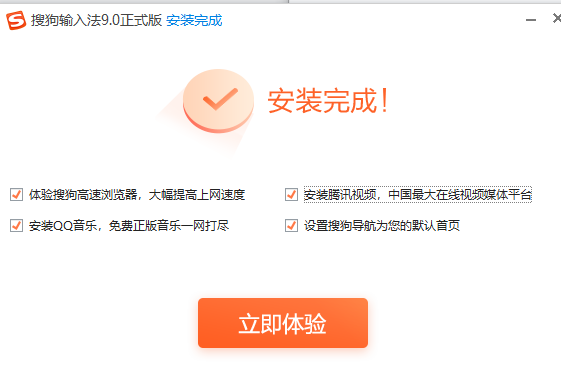 搜狗输入法9.0正式版 安装完成
安装完成！
体验搜狗高速浏览器，大幅提高上网速度
安装腾讯视频，中国最大在线视频媒体平台
安装QQ音乐，免费正版音乐一网打尽
设置搜狗导航为您的默认首页
立即体验